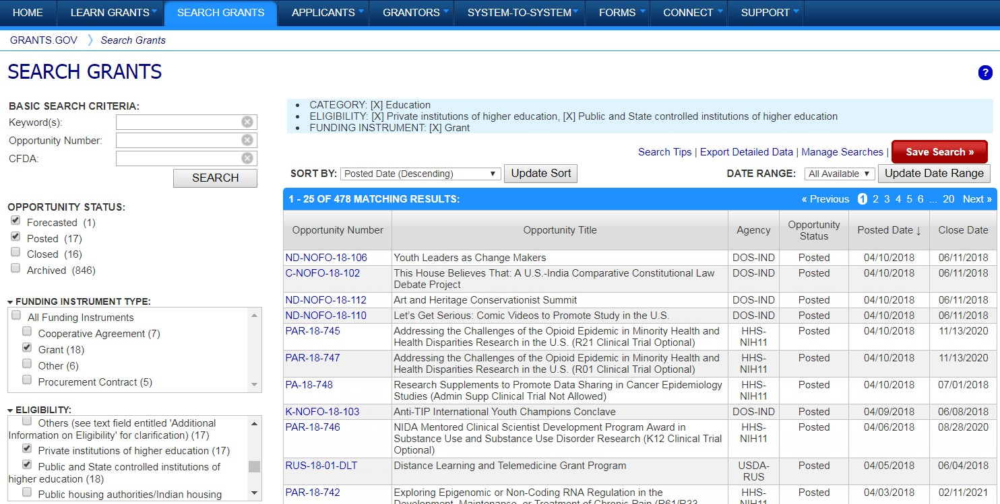 HOME LEARN GRANTS SEARCH GRANTS APPLICANTS GRANTORS SYSTEM-TO-SYSTEM FORMS CONNECT SUPPORT
GRANTS.GOV 〉 Search Grants
SEARCH GRANTS
?
BASIC SEARCH CRITERIA:
Keyword(s):
Opportunity Number:
CFDA:
SEARCH
OPPORTUNITY STATUS:
Forecasted (1)
Posted (17)
Closed (16)
Archived (846)
FUNDING INSTRUMENT TYPE:
All Funding Instruments
Cooperative Agreement (7)
Grant (18)
Other (6)
Procurement Contract (5)
ELIGIBILITY:
Others (see text field entitled 'Additional
Information on Eligibility' for clarification) (17)
Private institutions of higher education (17)
Public and State controlled institutions of
higher education (18)
Public housing authorities/Indian housing
• CATEGORY: [X] Education
• ELIGIBILITY: [X] Private institutions of higher education, [X] Public and State controlled institutions of higher education
• FUNDING INSTRUMENT: [X] Grant
Search Tips | Export Detailed Data | Manage Searches | Save Search »
SORT BY: Posted Date (Descending) Update Sort DATE RANGE: All Available Update Date Range
1 - 25 OF 478 MATCHING RESULTS: « Previous 1 2 3 4 5 6 ... 20 Next »
Opportunity Number Opportunity Title Agency Opportunity Status Posted Date ↓ Close Date
ND-NOFO-18-106 Youth Leaders as Change Makers DOS-IND Posted 04/10/2018 06/11/2018
C-NOFO-18-102 This House Believes That: A U.S.-India Comparative Constitutional Law DOS-IND Posted 04/10/2018 06/11/2018
Debate Project
ND-NOFO-18-112 Art and Heritage Conservationist Summit DOS-IND Posted 04/10/2018 06/11/2018
ND-NOFO-18-110 Let's Get Serious: Comic Videos to Promote Study in the U.S. DOS-IND Posted 04/10/2018 06/11/2018
PAR-18-745 Addressing the Challenges of the Opioid Epidemic in Minority Health and HHS- Posted 04/10/2018 11/13/2020
Health Disparities Research in the U.S. (R21 Clinical Trial Optional) NIH11
PAR-18-747 Addressing the Challenges of the Opioid Epidemic in Minority Health and HHS- Posted 04/10/2018 11/13/2020
Health Disparities Research in the U.S. (R01 Clinical Trial Optional) NIH11
PA-18-748 Research Supplements to Promote Data Sharing in Cancer Epidemiology HHS- Posted 04/10/2018 07/01/2018
Studies (Admin Supp Clinical Trial Not Allowed) NIH11
K-NOFO-18-103 Anti-TIP International Youth Champions Conclave DOS-IND Posted 04/09/2018 06/08/2018
PAR-18-746 NIDA Mentored Clinical Scientist Development Program Award in HHS- Posted 04/06/2018 08/28/2020
Substance Use and Substance Use Disorder Research (K12 Clinical Trial NIH11
Optional)
RUS-18-01-DLT Distance Learning and Telemedicine Grant Program USDA- Posted 04/05/2018 06/04/2018
RUS
PAR-18-742 Exploring Epigenomic or Non-Coding RNA Regulation in the HHS- Posted 04/03/2018 02/11/2021
Development, Maintenance, or Treatment of Chronic Pain (R61/R33 NIH11